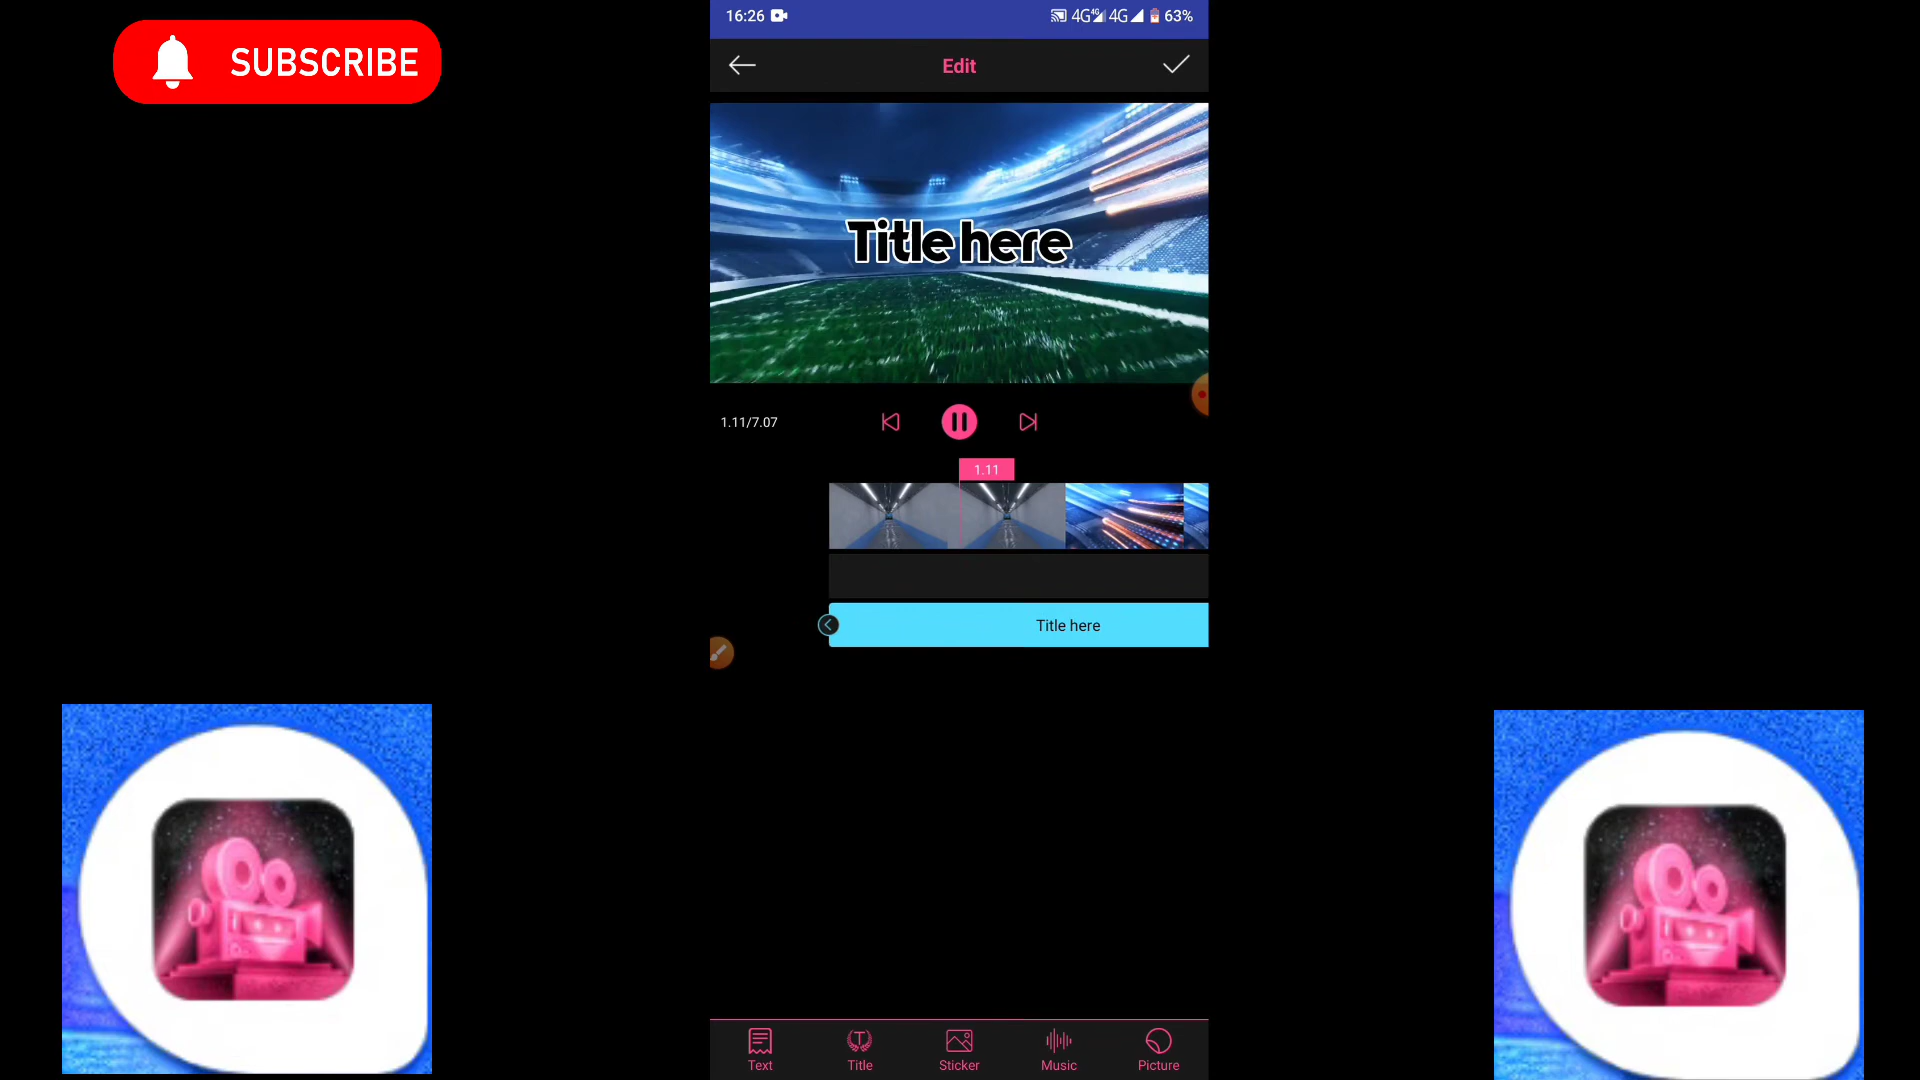 SUBSCRIBE
16:26 4G 4G 4G 63%
Edit
Title here
1.11/7.07
1.11
Title here
Text Title Sticker Music Picture